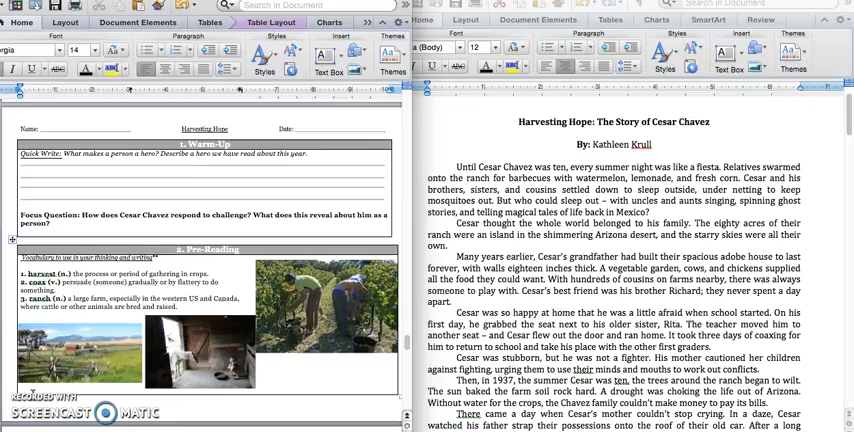 Search in Document
Search in Document
Home Layout Document Elements Tables Table Layout Charts >>
Home Layout Document Elements Tables Charts SmartArt Review
Font Paragraph Styles Insert Themes
Font Paragraph Styles Insert Themes
rgia 14
(Body) 12
Styles Text Box Themes
Styles Text Box Themes
Name: Harvesting Hope Date:
1. Warm-Up
Quick Write: What makes a person a hero? Describe a hero we have read about this year.
Focus Question: How does Cesar Chavez respond to challenge? What does this reveal about him as a
person?
2. Pre-Reading
Vocabulary to use in your thinking and writing**
1. harvest (n.) the process or period of gathering in crops.
2. coax (v.) persuade (someone) gradually or by flattery to do
something.
3. ranch (n.) a large farm, especially in the western US and Canada,
where cattle or other animals are bred and raised.
RECORDED WITH
SCREENCAST MATIC
Harvesting Hope: The Story of Cesar Chavez
By: Kathleen Krull
Until Cesar Chavez was ten, every summer night was like a fiesta. Relatives swarmed
onto the ranch for barbecues with watermelon, lemonade, and fresh corn. Cesar and his
brothers, sisters, and cousins settled down to sleep outside, under netting to keep
mosquitoes out. But who could sleep – with uncles and aunts singing, spinning ghost
stories, and telling magical tales of life back in Mexico?
Cesar thought the whole world belonged to his family. The eighty acres of their
ranch were an island in the shimmering Arizona desert, and the starry skies were all their
own.
Many years earlier, Cesar's grandfather had built their spacious adobe house to last
forever, with walls eighteen inches thick. A vegetable garden, cows, and chickens supplied
all the food they could want. With hundreds of cousins on farms nearby, there was always
someone to play with. Cesar's best friend was his brother Richard; they never spent a day
apart.
Cesar was so happy at home that he was a little afraid when school started. On his
first day, he grabbed the seat next to his older sister, Rita. The teacher moved him to
another seat – and Cesar flew out the door and ran home. It took three days of coaxing for
him to return to school and take his place with the other first graders.
Cesar was stubborn, but he was not a fighter. His mother cautioned her children
against fighting, urging them to use their minds and mouths to work out conflicts.
Then, in 1937, the summer Cesar was ten, the trees around the ranch began to wilt.
The sun baked the farm soil rock hard. A drought was choking the life out of Arizona.
Without water for the crops, the Chavez family couldn't make money to pay its bills.
There came a day when Cesar's mother couldn't stop crying. In a daze, Cesar
watched his father strap their possessions onto the roof of their old car. After a long